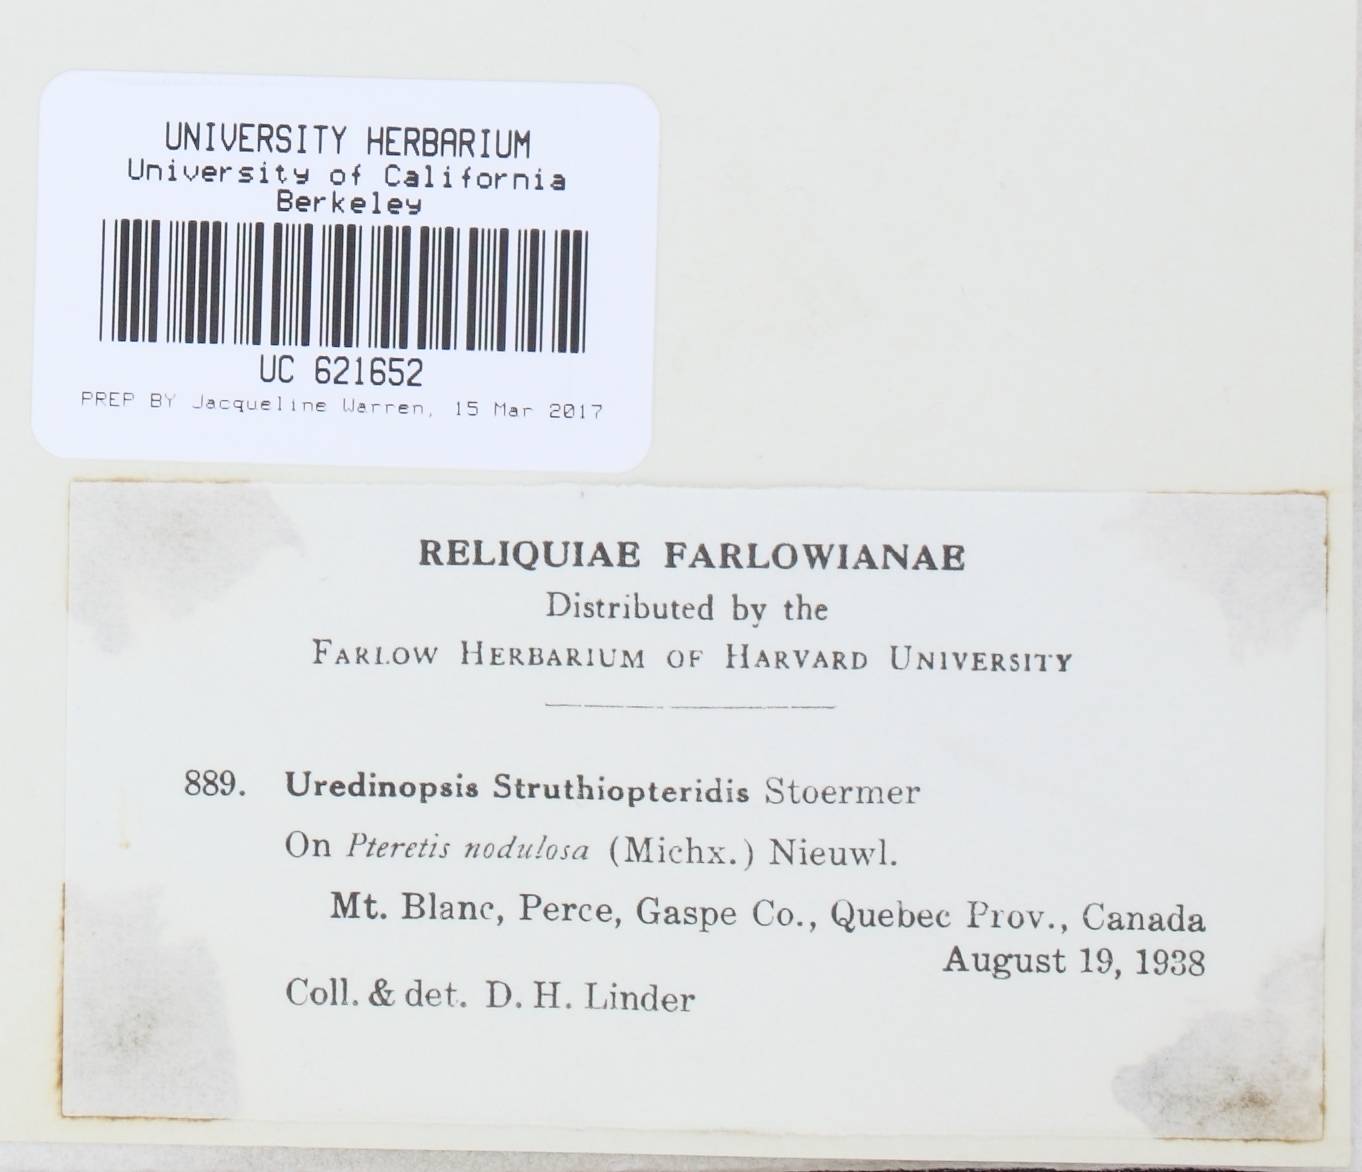 UNIVERSITY HERBARIUM
University of California
Berkeley
UC 621652
PREP BY Jacqueline Warren, 15 Mar 2017
RELIQUIAE FARLOWIANAE
Distributed by the
FARLOW HERBARIUM OF HARVARD UNIVERSITY
889. Uredinopsis Struthiopteridis Stoermer
On Pteretis nodulosa (Michx.) Nieuwl.
Mt. Blanc, Perce, Gaspe Co., Quebec Prov., Canada
August 19, 1938
Coll. & det. D. H. Linder